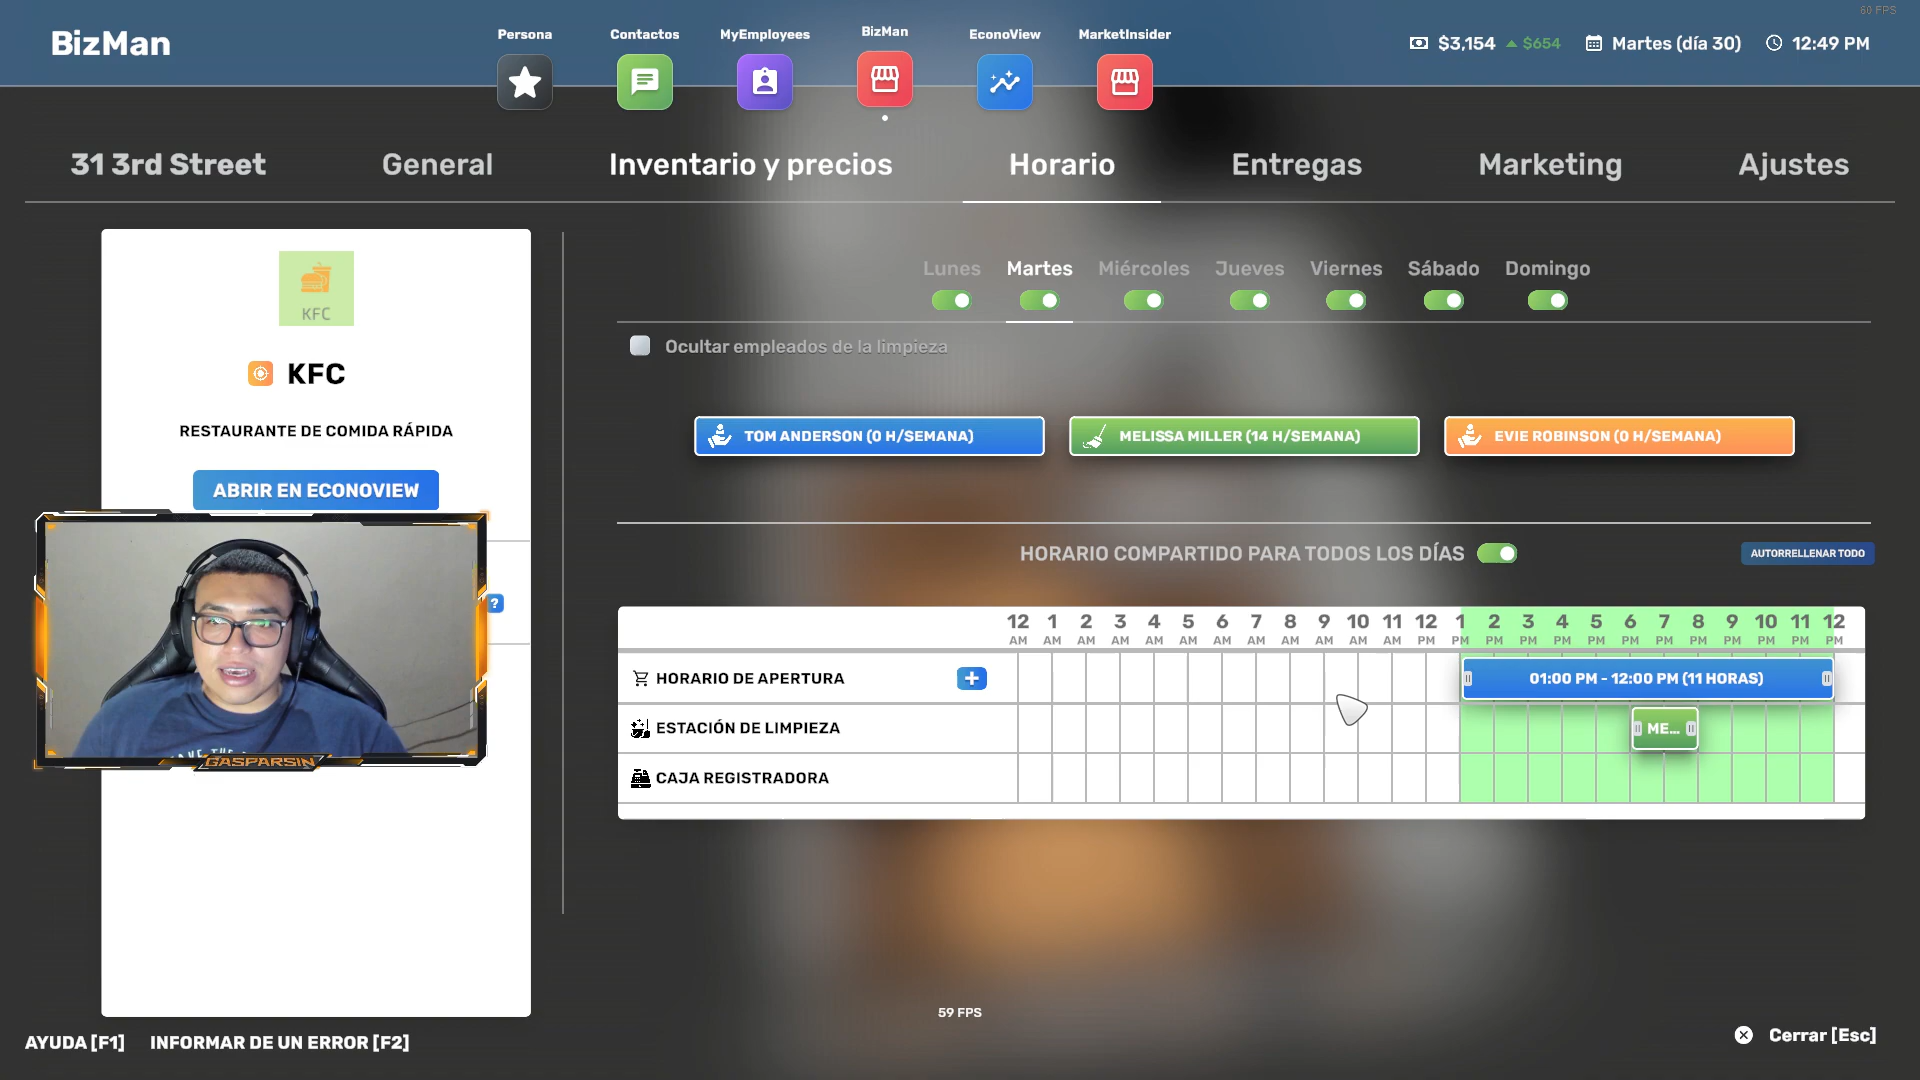 60 FPS
BizMan
Persona
Contactos
MyEmployees
BizMan
EconoView
MarketInsider
$3,154 $654
Martes (día 30)
12:49 PM
31 3rd Street
General
Inventario y precios
Horario
Entregas
Marketing
Ajustes
KFC
KFC
RESTAURANTE DE COMIDA RÁPIDA
ABRIR EN ECONOVIEW
?
GASPARSIN
Lunes Martes Miércoles Jueves Viernes Sábado Domingo
Ocultar empleados de la limpieza
TOM ANDERSON (0 H/SEMANA)
MELISSA MILLER (14 H/SEMANA)
EVIE ROBINSON (0 H/SEMANA)
HORARIO COMPARTIDO PARA TODOS LOS DÍAS
AUTORRELLENAR TODO
12 1 2 3 4 5 6 7 8 9 10 11 12 1 2 3 4 5 6 7 8 9 10 11 12
AM AM AM AM AM AM AM AM AM AM AM AM PM PM PM PM PM PM PM PM PM PM PM PM PM
HORARIO DE APERTURA
01:00 PM - 12:00 PM (11 HORAS)
ESTACIÓN DE LIMPIEZA
ME...
CAJA REGISTRADORA
59 FPS
AYUDA [F1]
INFORMAR DE UN ERROR [F2]
Cerrar [Esc]